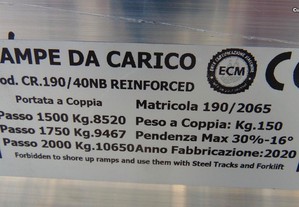 AMPE DA CARICO
od. CR.190/40NB REINFORCED
Portata a Coppia
Passo 1500 Kg.8520
Passo 1750 Kg.9467
Passo 2000 Kg.10650
ECM
CE
Matricola 190/2065
Peso a Coppia: Kg.150
Pendenza Max 30%-16°
Anno Fabbricazione:2020
Forbidden to shore up ramps and use them with Steel Tracks and Forklift